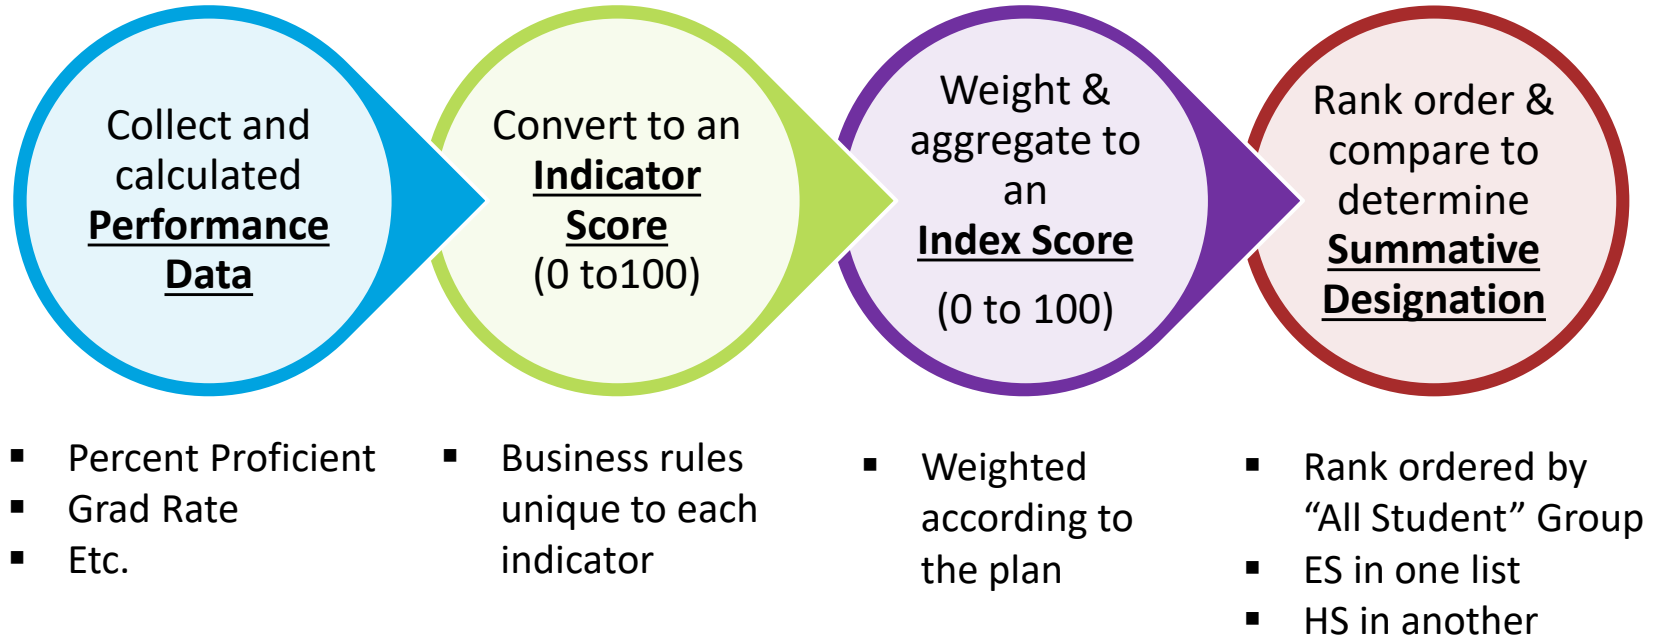 Collect and
calculated
Performance
Data
Convert to an
Indicator
Score
(0 to100)
Weight &
aggregate to
an
Index Score
(0 to 100)
Rank order &
compare to
determine
Summative
Designation
▪ Percent Proficient
▪ Grad Rate
▪ Etc.
▪ Business rules
unique to each
indicator
▪ Weighted
according to
the plan
▪ Rank ordered by
“All Student” Group
▪ ES in one list
▪ HS in another